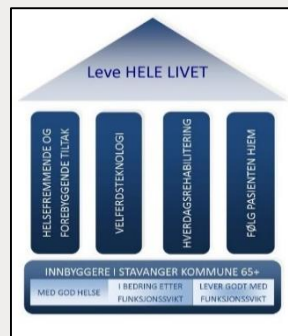 Leve HELE LIVET
HELSEFREMMENDE OG
FOREBYGGENDE TILTAK
VELFERDSTEKNOLOGI
HVERDAGSREHABILITERING
FØLG PASIENTEN HJEM
INNBYGGERE I STAVANGER KOMMUNE 65+
MED GOD HELSE
I BEDRING ETTER
FUNKSJONSSVIKT
LEVER GODT MED
FUNKSJONSSVIKT